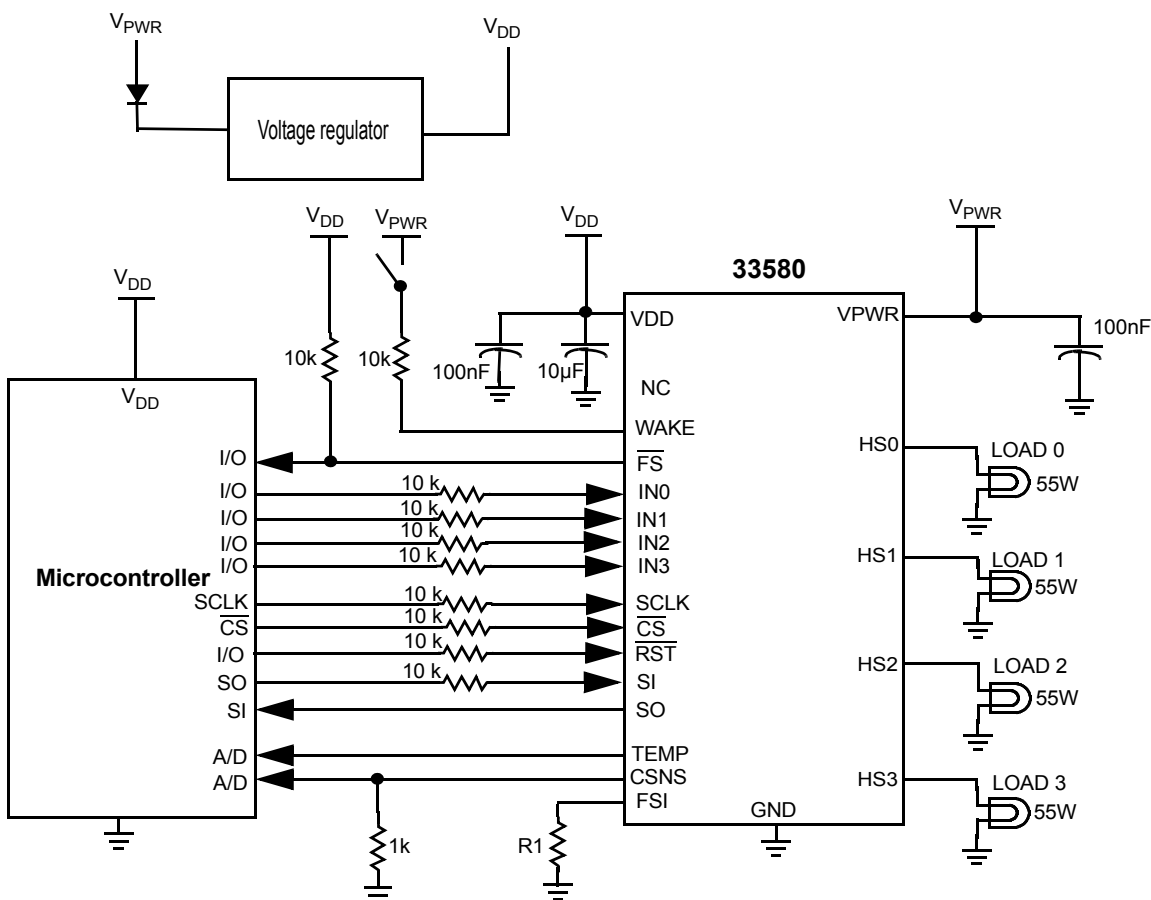 VPWR
VDD
Voltage regulator
VDD
VPWR
VDD
VPWR
33580
VDD
VDD
10k
10k
100nF
10µF
VDD
VPWR
100nF
NC
WAKE
Microcontroller
I/O
FS
I/O
10 k
IN0
I/O
10 k
IN1
I/O
10 k
IN2
I/O
10 k
IN3
SCLK
10 k
SCLK
CS
10 k
CS
I/O
10 k
RST
SO
10 k
SI
SI
SO
A/D
TEMP
A/D
CSNS
FSI
1k
R1
GND
HS0
LOAD 0
55W
HS1
LOAD 1
55W
HS2
LOAD 2
55W
HS3
LOAD 3
55W